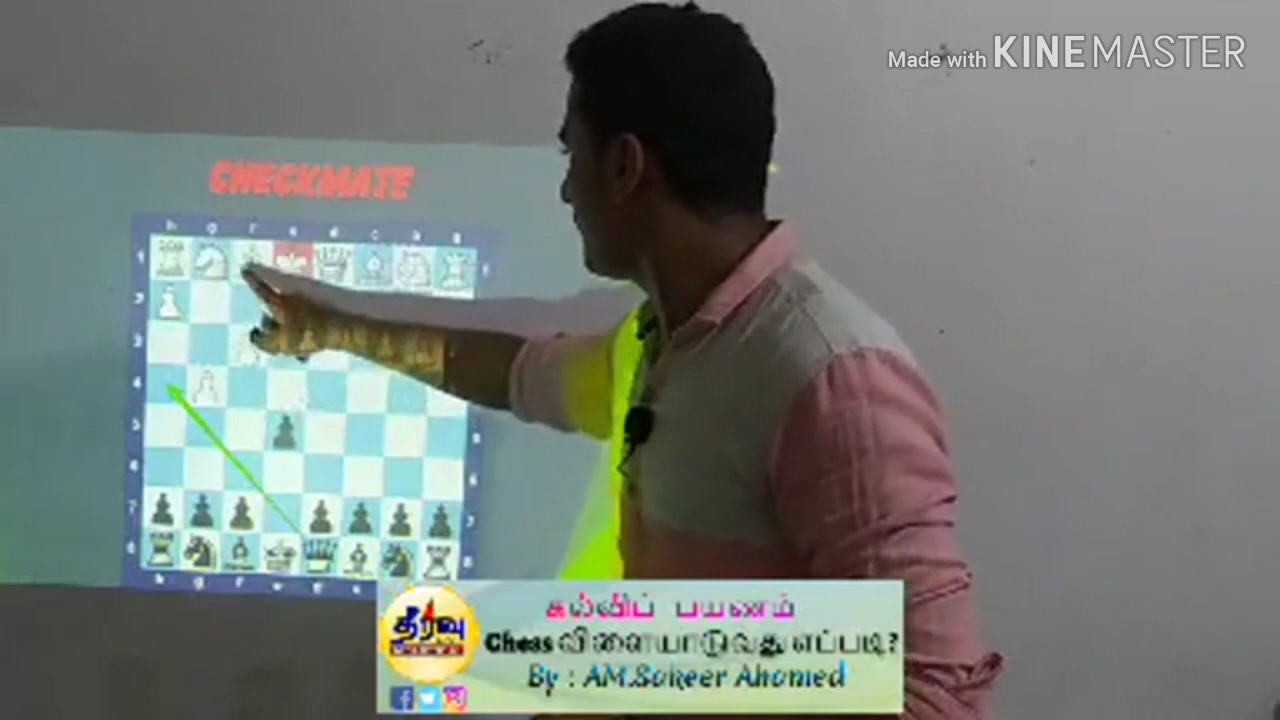 Made with KINEMASTER
CHECKMATE
தீர்வு
கல்விப் பயணம்
Chess விளையாடுவது எப்படி?
By : AM.Sakeer Ahamed